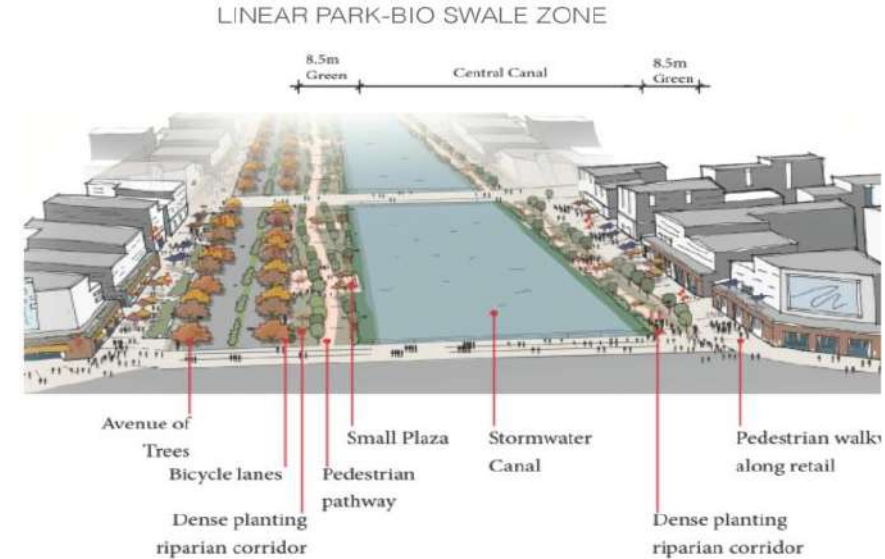 LINEAR PARK-BIO SWALE ZONE
8.5m
Green
Central Canal
8.5m
Green
Avenue of
Trees
Bicycle lanes
Dense planting
riparian corridor
Pedestrian
pathway
Small Plaza
Stormwater
Canal
Dense planting
riparian corridor
Pedestrian
along retail